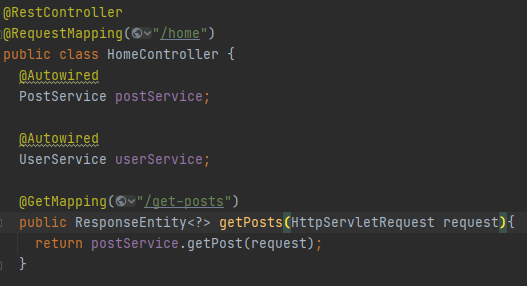 @RestController
@RequestMapping("/home")
public class HomeController {
@Autowired
PostService postService;
@Autowired
UserService userService;
@GetMapping("/get-posts")
public ResponseEntity<?> getPosts(HttpServletRequest request){
return postService.getPost(request);
}